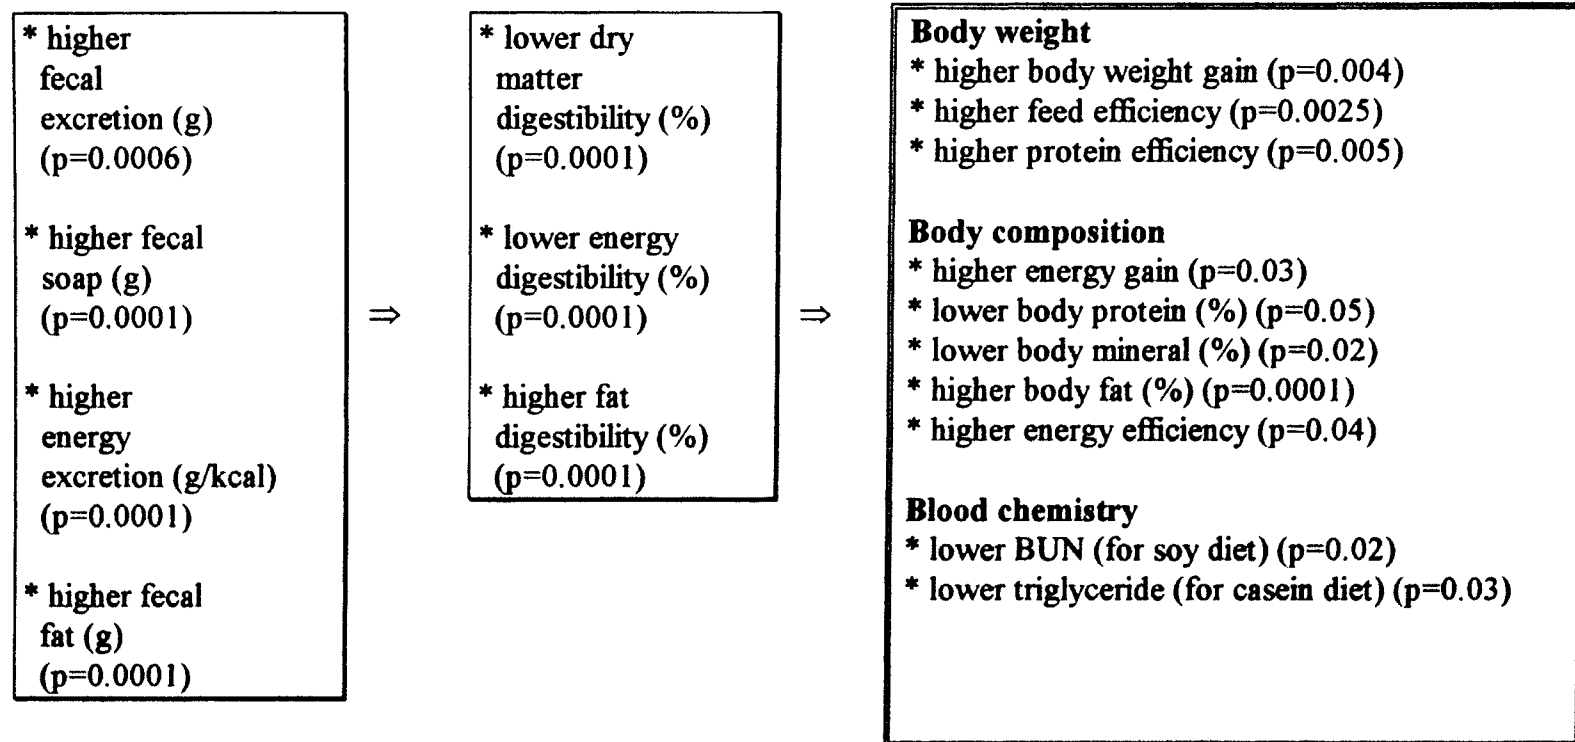 * higher
fecal
excretion (g)
(p=0.0006)
* higher fecal
soap (g)
(p=0.0001)
* higher
energy
excretion (g/kcal)
(p=0.0001)
* higher fecal
fat (g)
(p=0.0001)
⇒
* lower dry
matter
digestibility (%)
(p=0.0001)
* lower energy
digestibility (%)
(p=0.0001)
* higher fat
digestibility (%)
(p=0.0001)
⇒
Body weight
* higher body weight gain (p=0.004)
* higher feed efficiency (p=0.0025)
* higher protein efficiency (p=0.005)
Body composition
* higher energy gain (p=0.03)
* lower body protein (%) (p=0.05)
* lower body mineral (%) (p=0.02)
* higher body fat (%) (p=0.0001)
* higher energy efficiency (p=0.04)
Blood chemistry
* lower BUN (for soy diet) (p=0.02)
* lower triglyceride (for casein diet) (p=0.03)